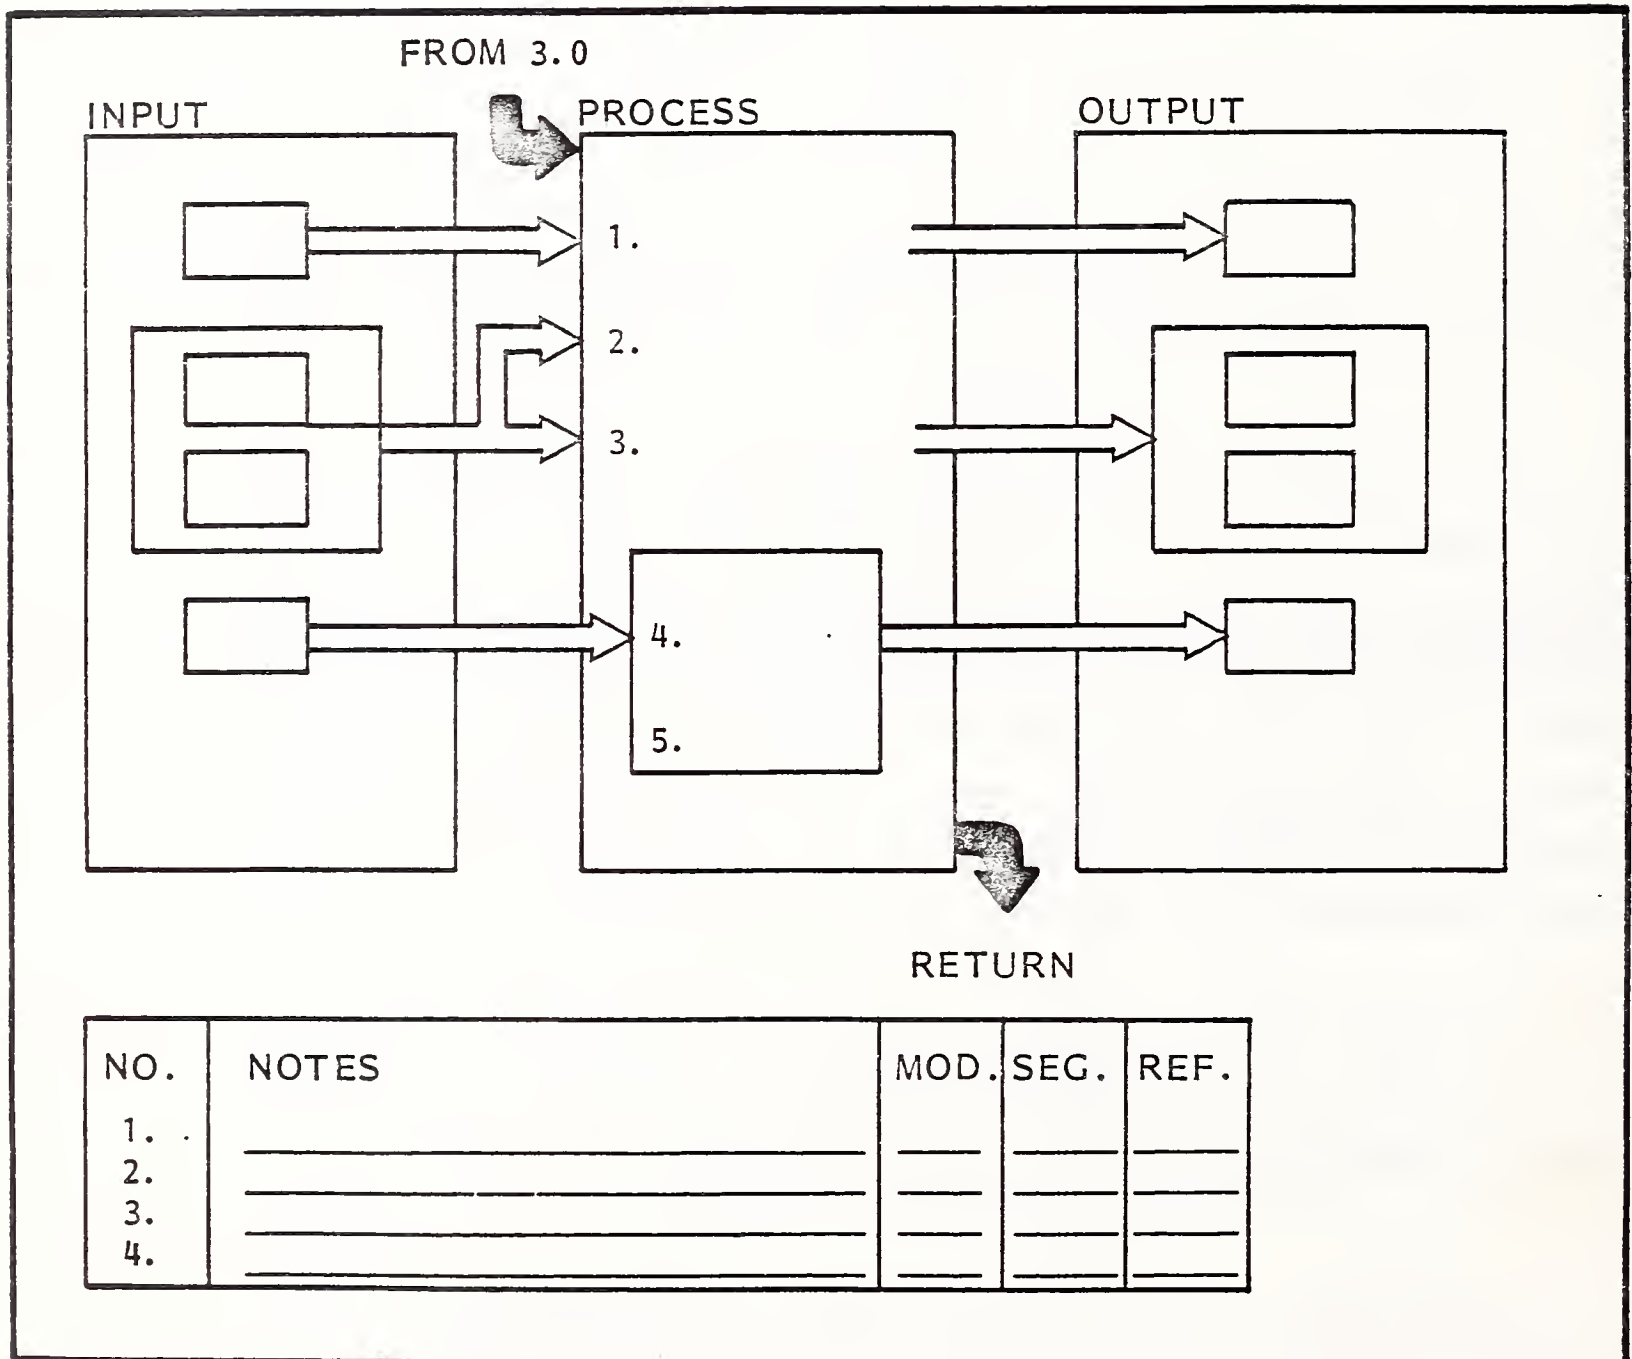 FROM 3.0
INPUT
PROCESS
OUTPUT
1.
2.
3.
4.
5.
RETURN
NO. NOTES MOD. SEG. REF.
1.
2.
3.
4.